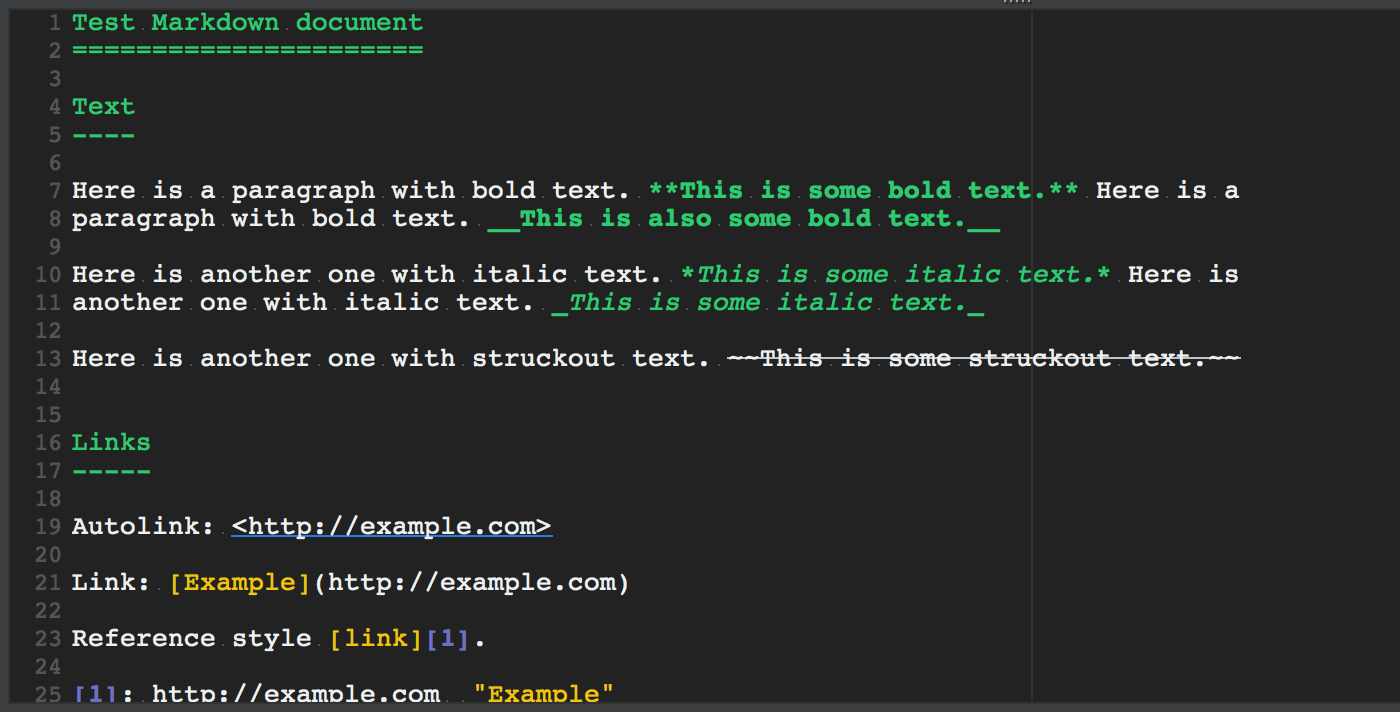 1 Test Markdown document
2 ======================
3
4 Text
5 ----
6
7 Here is a paragraph with bold text. **This is some bold text.** Here is a
8 paragraph with bold text. __This is also some bold text.__
9
10 Here is another one with italic text. *This is some italic text.* Here is
11 another one with italic text. _This is some italic text._
12
13 Here is another one with struckout text. ~~This is some struckout text.~~
14
15
16 Links
17 -----
18
19 Autolink: <http://example.com>
20
21 Link: [Example](http://example.com)
22
23 Reference style [link][1].
24
25 [1]: http://example.com  "Example"